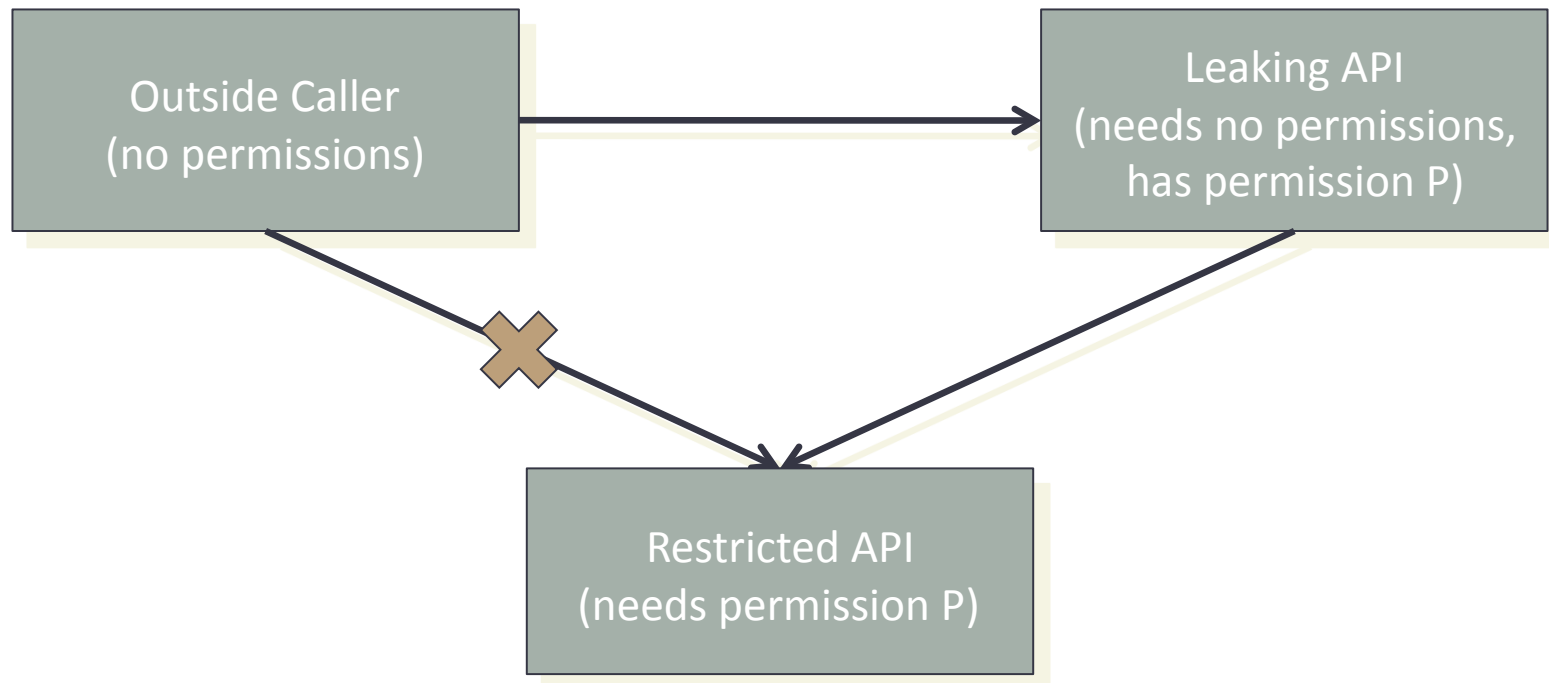 Outside Caller
(no permissions)
Leaking API
(needs no permissions,
has permission P)
Restricted API
(needs permission P)